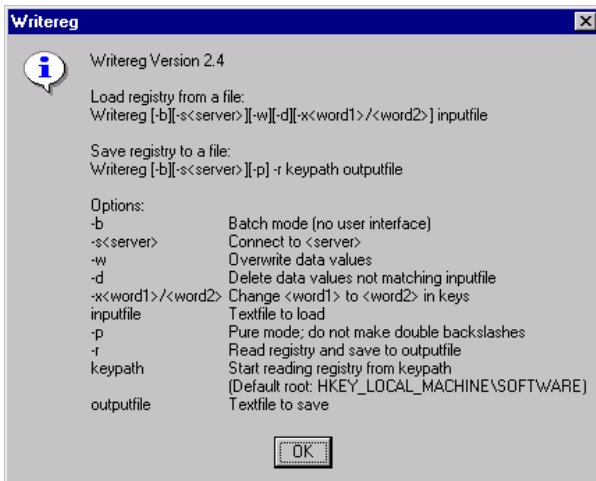 Writereg
Writereg Version 2.4
Load registry from a file:
Writereg [-b][-s<server>][-w][-d][-x<word1>/<word2>] inputfile
Save registry to a file:
Writereg [-b][-s<server>][-p] -r keypath outputfile
Options:
-b Batch mode (no user interface)
-s<server> Connect to <server>
-w Overwrite data values
-d Delete data values not matching inputfile
-x<word1>/<word2> Change <word1> to <word2> in keys
inputfile Textfile to load
-p Pure mode; do not make double backslashes
-r Read registry and save to outputfile
keypath Start reading registry from keypath
(Default root: HKEY_LOCAL_MACHINE\SOFTWARE)
outputfile Textfile to save
OK